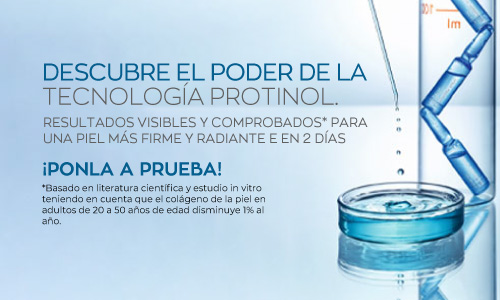 DESCUBRE EL PODER DE LA
TECNOLOGÍA PROTINOL.
RESULTADOS VISIBLES Y COMPROBADOS* PARA
UNA PIEL MÁS FIRME Y RADIANTE E EN 2 DÍAS
¡PONLA A PRUEBA!
*Basado en literatura científica y estudio in vitro
teniendo en cuenta que el colágeno de la piel en
adultos de 20 a 50 años de edad disminuye 1% al
año.
100
ml